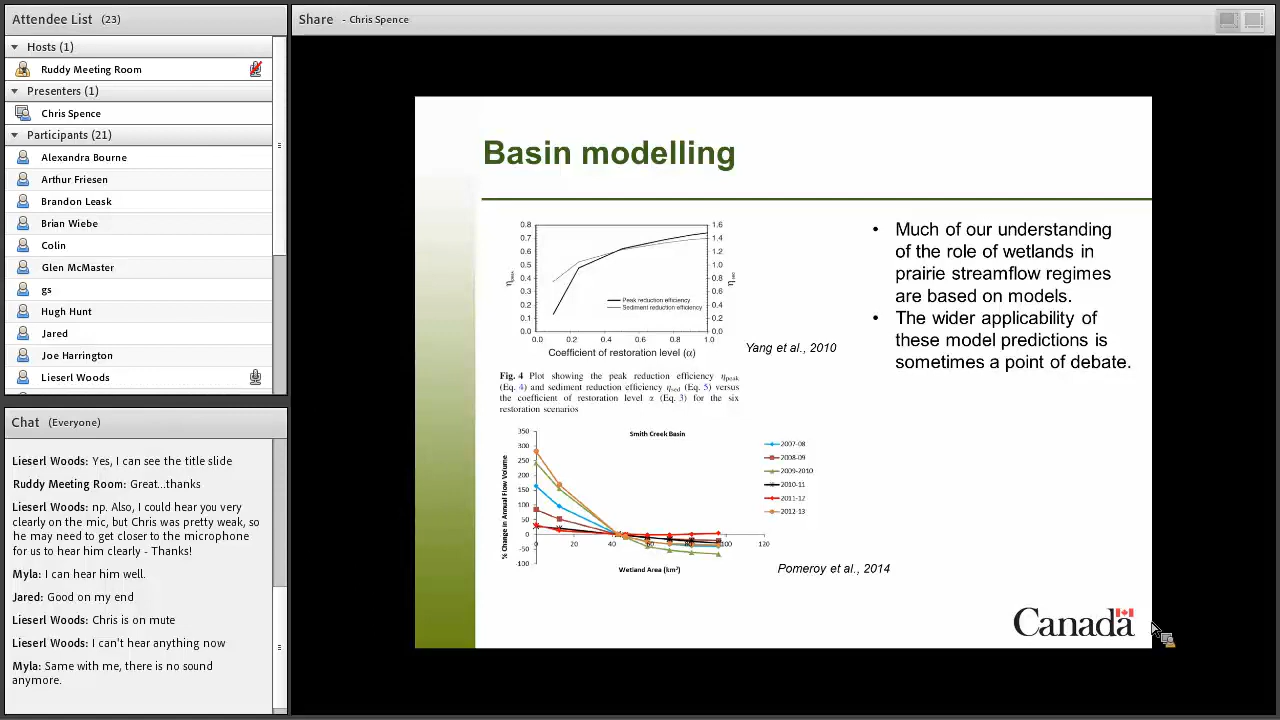 Attendee List (23)
Hosts (1)
Ruddy Meeting Room
Presenters (1)
Chris Spence
Participants (21)
Alexandra Bourne
Arthur Friesen
Brandon Leask
Brian Wiebe
Colin
Glen McMaster
gs
Hugh Hunt
Jared
Joe Harrington
Lieserl Woods
Chat (Everyone)
Lieserl Woods: Yes, I can see the title slide
Ruddy Meeting Room: Great...thanks
Lieserl Woods: np. Also, I could hear you very
clearly on the mic, but Chris was pretty weak, so
he may need to get closer to the microphone
for us to hear him clearly - Thanks!
Myla: I can hear him well.
Jared: Good on my end
Lieserl Woods: Chris is on mute
Lieserl Woods: I can't hear anything now
Myla: Same with me, there is no sound
anymore.
Share - Chris Spence
Basin modelling
0.8
0.7
0.6
0.5
0.4
0.3
0.2
0.1
0.0
1.6
1.4
1.2
1.0
0.8
0.6
0.4
0.2
0.0
ηpeak
ηsed
Peak reduction efficiency
Sediment reduction efficiency
0.0 0.2 0.4 0.6 0.8 1.0
Coefficient of restoration level (α)
Yang et al., 2010
Fig. 4 Plot showing the peak reduction efficiency ηpeak
(Eq. 4) and sediment reduction efficiency ηsed (Eq. 5) versus
the coefficient of restoration level α (Eq. 3) for the six
restoration scenarios
Smith Creek Basin
% Change in Annual Flow Volume
350
300
250
200
150
100
50
0
-50
-100
0 20 40 60 80 100 120
Wetland Area (km²)
2007-08
2008-09
2009-2010
2010-11
2011-12
2012-13
Pomeroy et al., 2014
• Much of our understanding
of the role of wetlands in
prairie streamflow regimes
are based on models.
• The wider applicability of
these model predictions is
sometimes a point of debate.
Canada